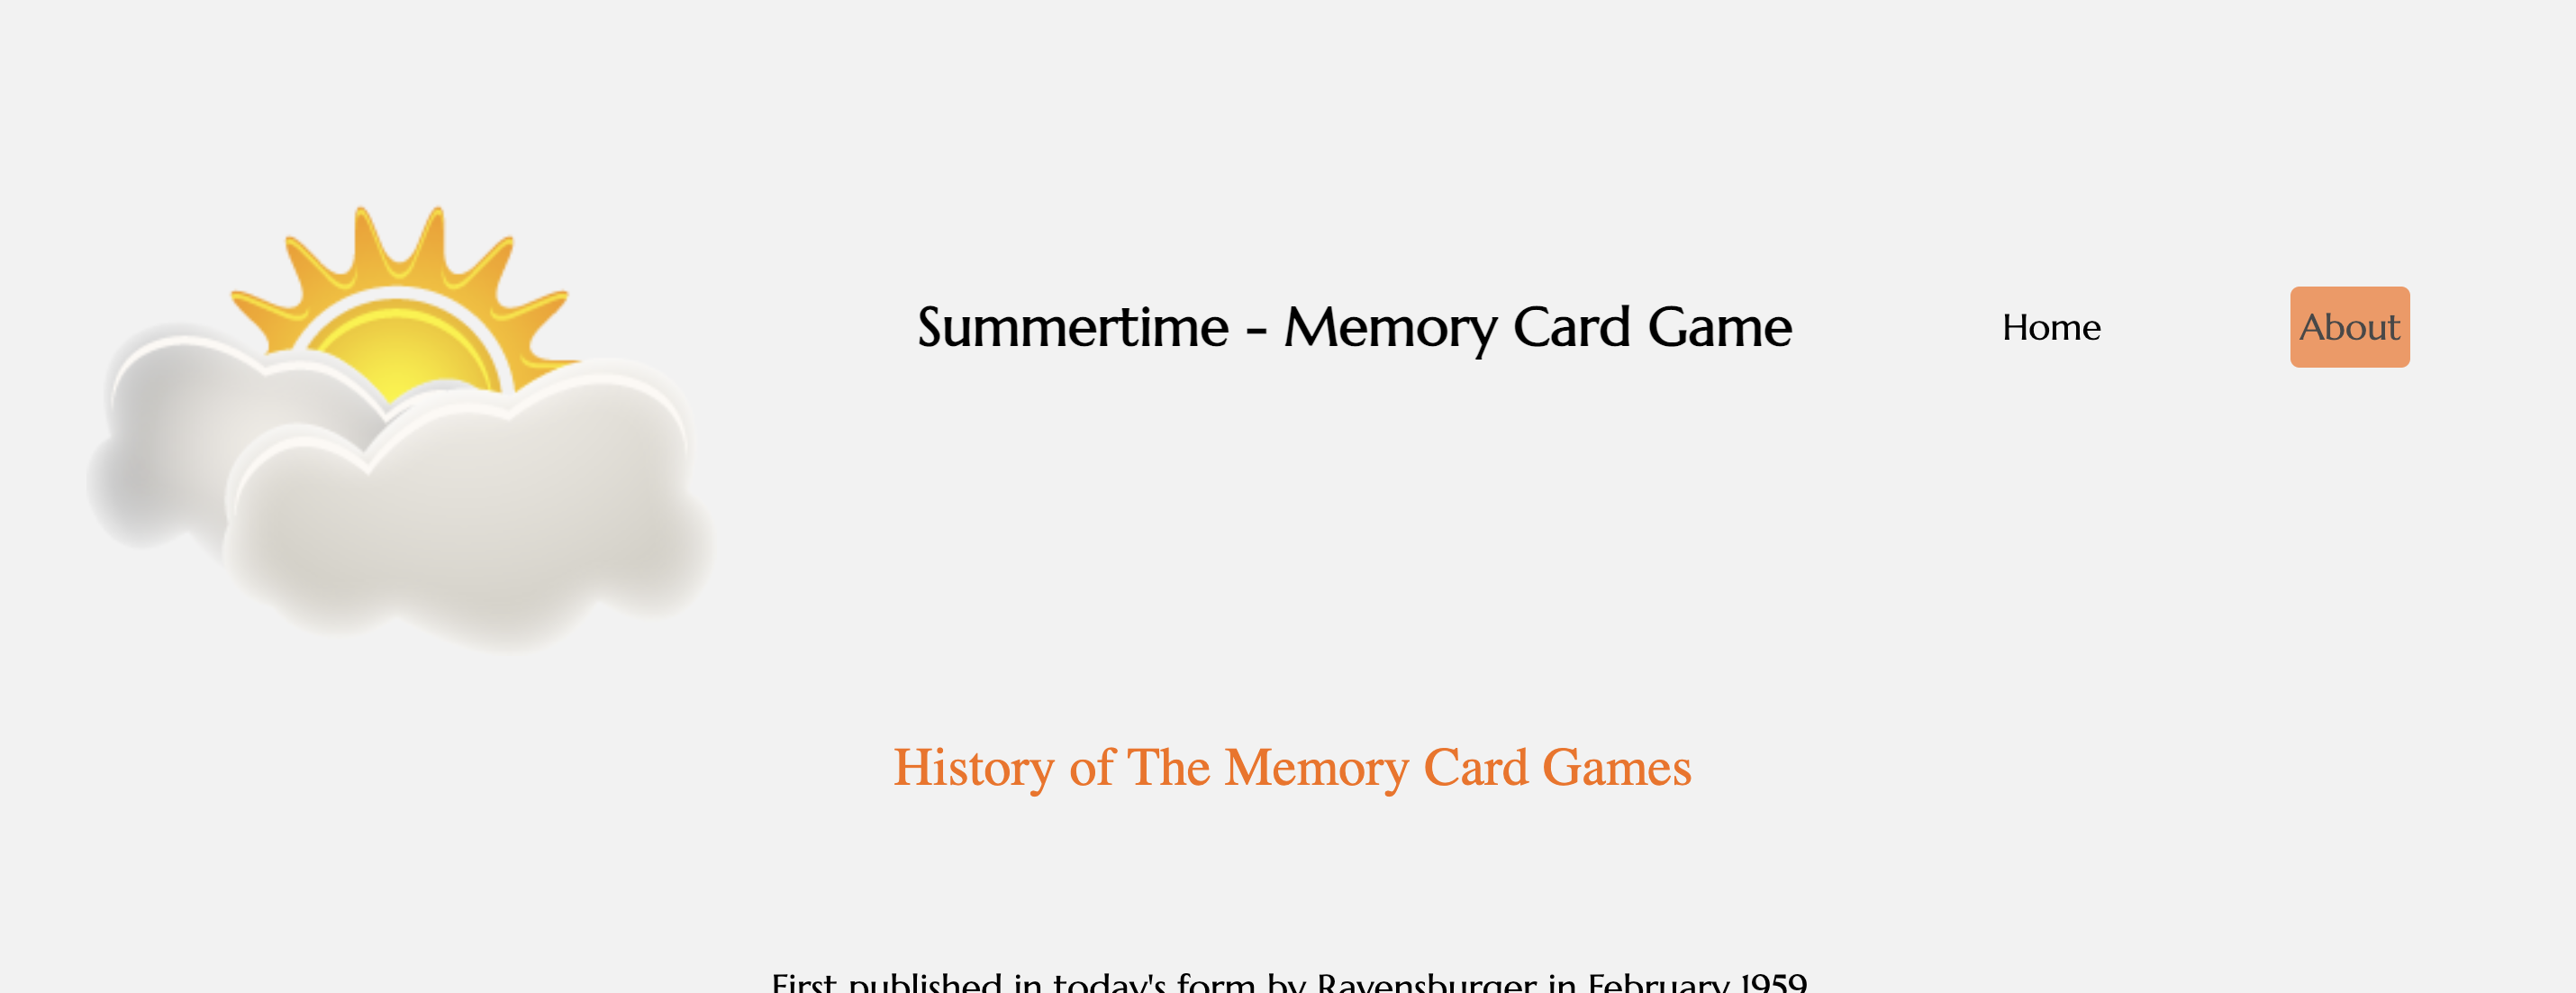 Summertime - Memory Card Game
Home
About
History of The Memory Card Games
First published in today's form by Ravensburger in February 1959